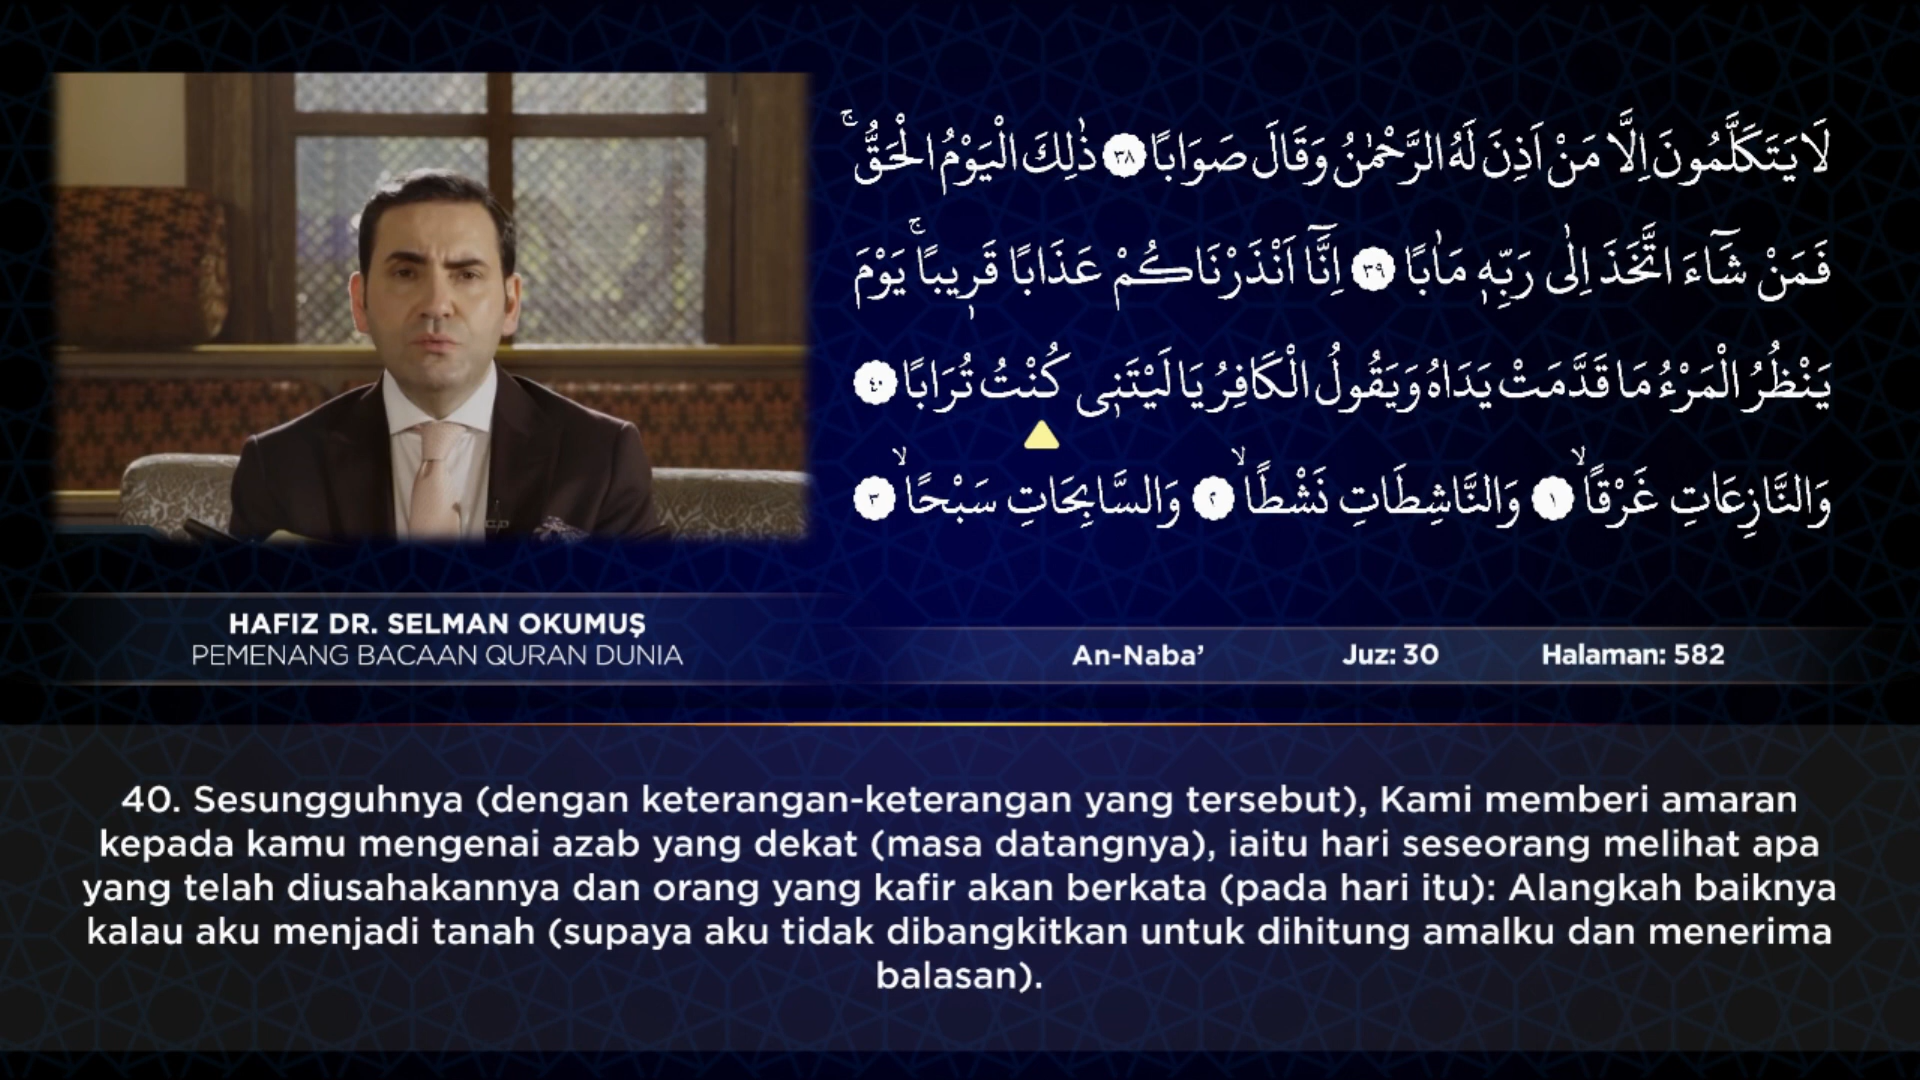 لَا يَتَكَلَّمُونَ اِلَّا مَنْ اَذِنَ لَهُ الرَّحْمٰنُ وَقَالَ صَوَابًا ٣٨ ذٰلِكَ الْيَوْمُ الْحَقُّۚ
فَمَنْ شَٓاءَ اتَّخَذَ اِلٰى رَبِّه۪ مَاٰبًا ٣٩ اِنَّٓا اَنْذَرْنَاكُمْ عَذَابًا قَر۪يبًاۚ يَوْمَ
يَنْظُرُ الْمَرْءُ مَا قَدَّمَتْ يَدَاهُ وَيَقُولُ الْكَافِرُ يَا لَيْتَن۪ى كُنْتُ تُرَابًا ٤٠
وَالنَّازِعَاتِ غَرْقًاۙ ١ وَالنَّاشِطَاتِ نَشْطًاۙ ٢ وَالسَّابِحَاتِ سَبْحًاۙ ٣
HAFIZ DR. SELMAN OKUMUŞ
PEMENANG BACAAN QURAN DUNIA
An-Naba’ Juz: 30 Halaman: 582
40. Sesungguhnya (dengan keterangan-keterangan yang tersebut), Kami memberi amaran
kepada kamu mengenai azab yang dekat (masa datangnya), iaitu hari seseorang melihat apa
yang telah diusahakannya dan orang yang kafir akan berkata (pada hari itu): Alangkah baiknya
kalau aku menjadi tanah (supaya aku tidak dibangkitkan untuk dihitung amalku dan menerima
balasan).